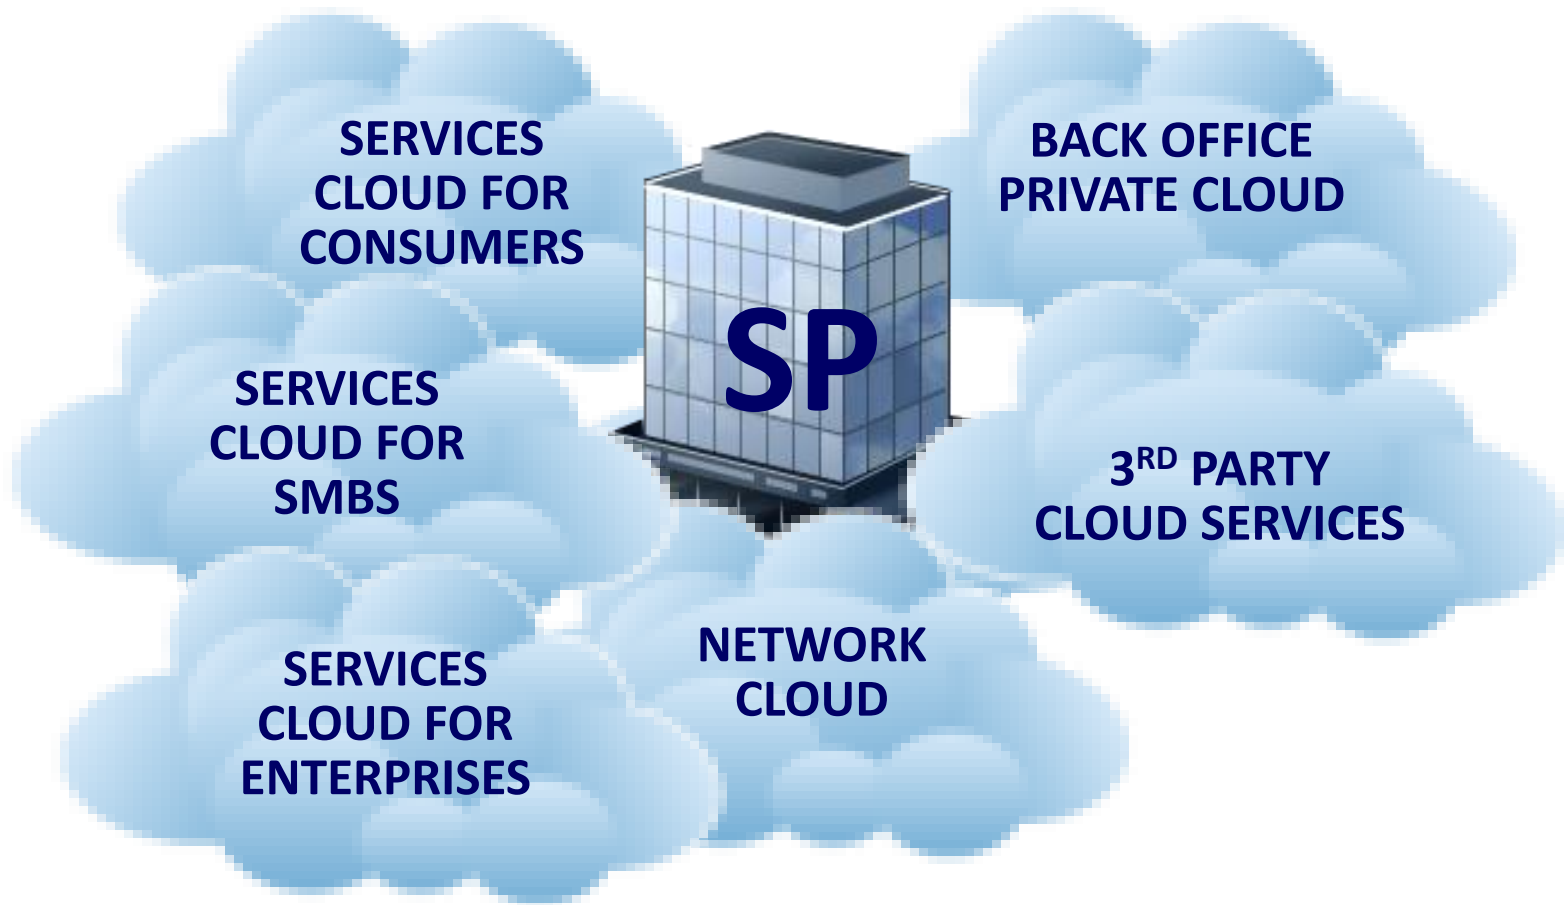 SERVICES
CLOUD FOR
CONSUMERS
BACK OFFICE
PRIVATE CLOUD
SP
SERVICES
CLOUD FOR
SMBS
3RD PARTY
CLOUD SERVICES
NETWORK
CLOUD
SERVICES
CLOUD FOR
ENTERPRISES